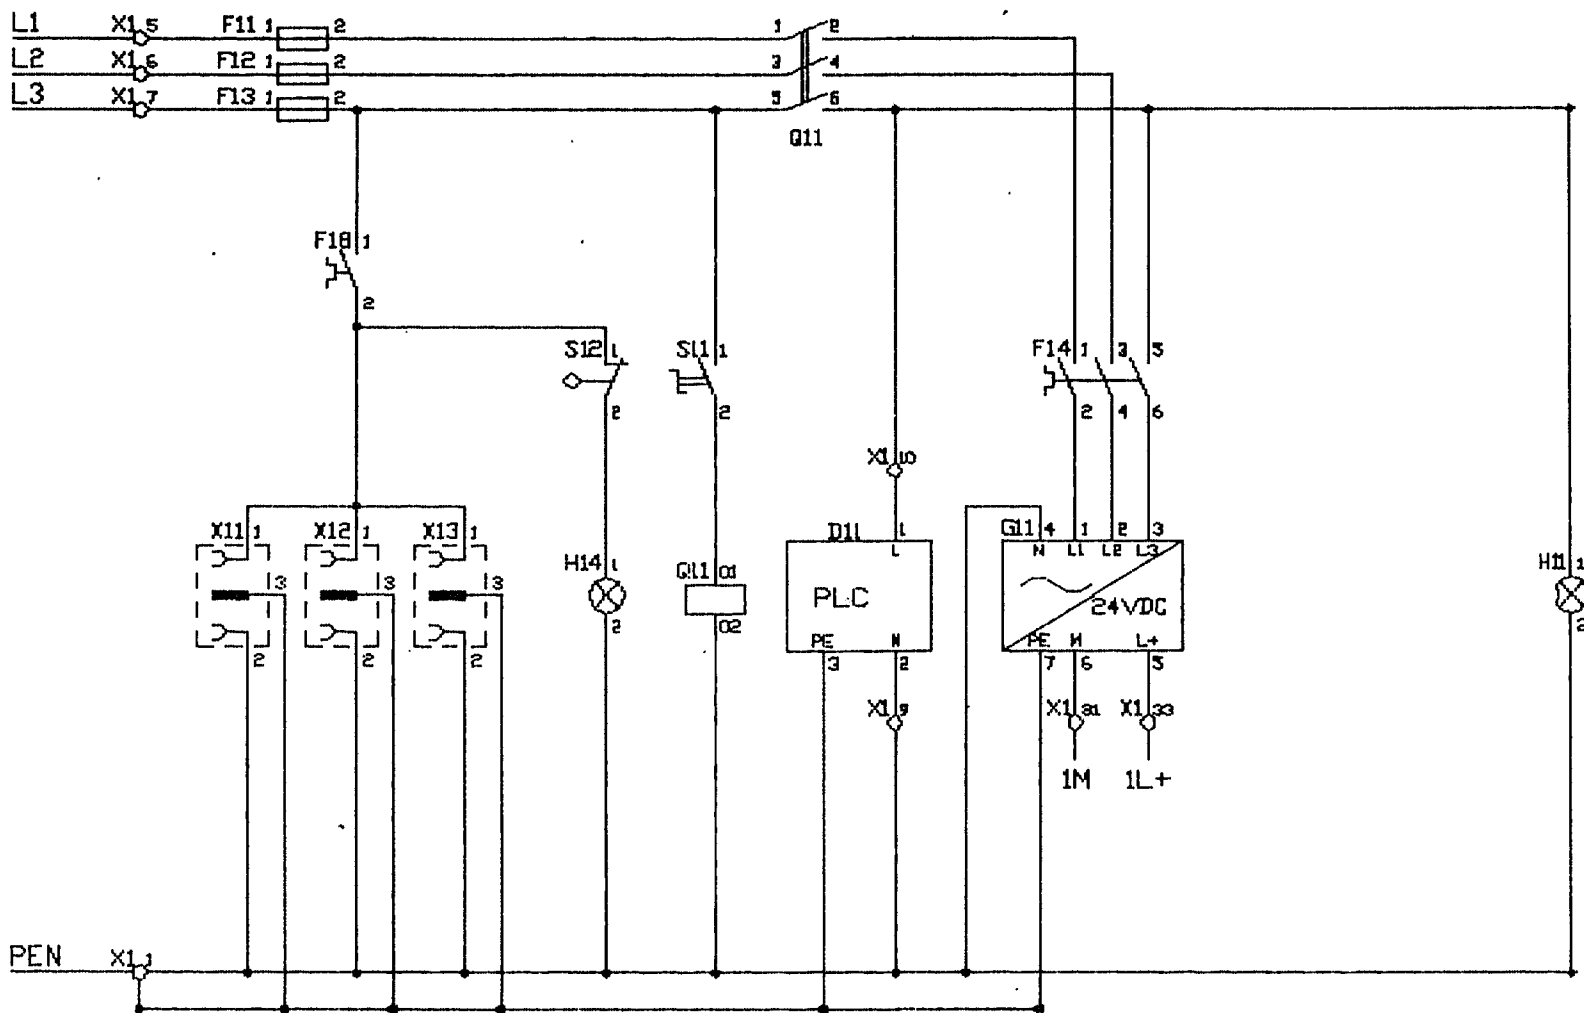 L1 X1 5 F11 1 2 1 2
L2 X1 6 F12 1 2 3 4
L3 X1 7 F13 1 2 5 6
Q11
F18 1
2
S12 1 S11 1 F14 1 3 5
2 2 2 4 6
X1 10
X11 1 X12 1 X13 1 D11 1 G11 4 1 2 3
L N L1 L2 L3
H14 1 Q11 01 H11 1
3 3 3 PLC 24VDC
2 02 2
PE N PE M L+
2 2 2 3 2 7 6 5
X1 9 X1 31 X1 33
1M 1L+
PEN X1 1